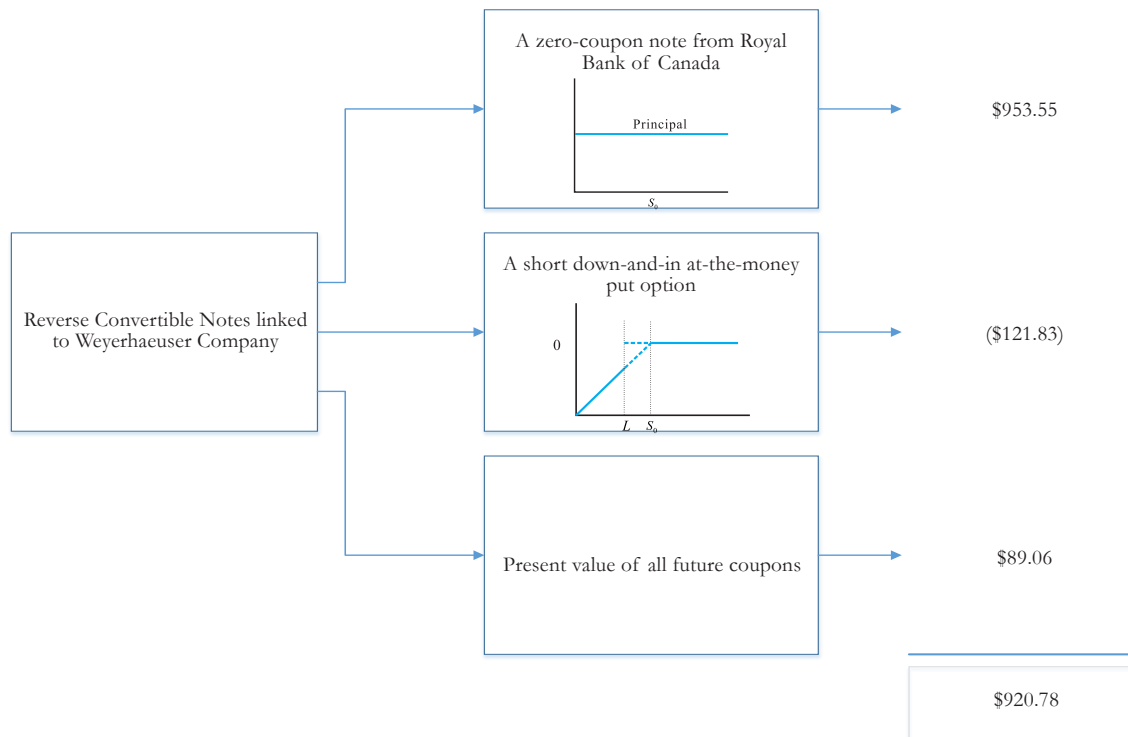 A zero-coupon note from Royal
Bank of Canada
Principal
S₀
$953.55
Reverse Convertible Notes linked
to Weyerhaeuser Company
A short down-and-in at-the-money
put option
0
L S₀
($121.83)
Present value of all future coupons
$89.06
$920.78